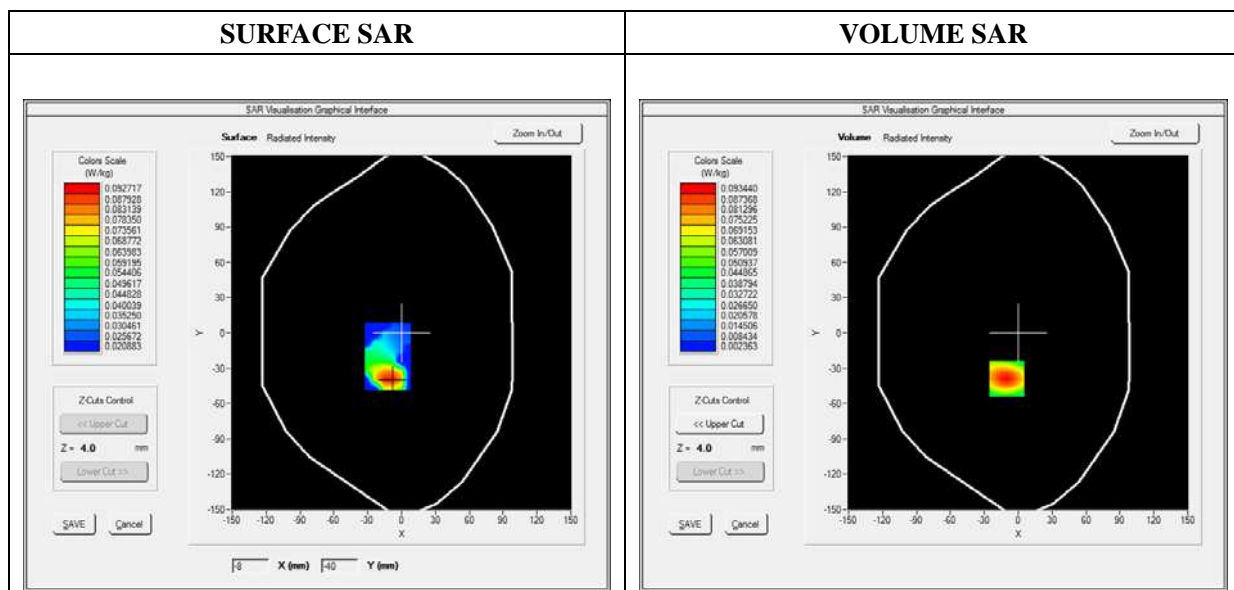 SURFACE SAR
VOLUME SAR
SAR Visualisation Graphical Interface
Surface Radiated Intensity
Zoom In/Out
Colors Scale
(W/kg)
0.092717
0.087928
0.083139
0.078350
0.073561
0.068772
0.063983
0.059195
0.054406
0.049617
0.044828
0.040039
0.035250
0.030461
0.025672
0.020883
Z-Cuts Control
<< Upper Cut
Z = 4.0 mm
Lower Cut >>
SAVE Cancel
150
120
90
60
30
0
-30
-60
-90
-120
-150
Y
-150 -120 -90 -60 -30 0 30 60 90 120 150
X
-8 X (mm) -40 Y (mm)
SAR Visualisation Graphical Interface
Volume Radiated Intensity
Zoom In/Out
Colors Scale
(W/kg)
0.093440
0.087368
0.081296
0.075225
0.069153
0.063081
0.057009
0.050937
0.044865
0.038794
0.032722
0.026650
0.020578
0.014506
0.008434
0.002363
Z-Cuts Control
<< Upper Cut
Z = 4.0 mm
Lower Cut >>
SAVE Cancel
150
120
90
60
30
0
-30
-60
-90
-120
-150
Y
-150 -120 -90 -60 -30 0 30 60 90 120 150
X